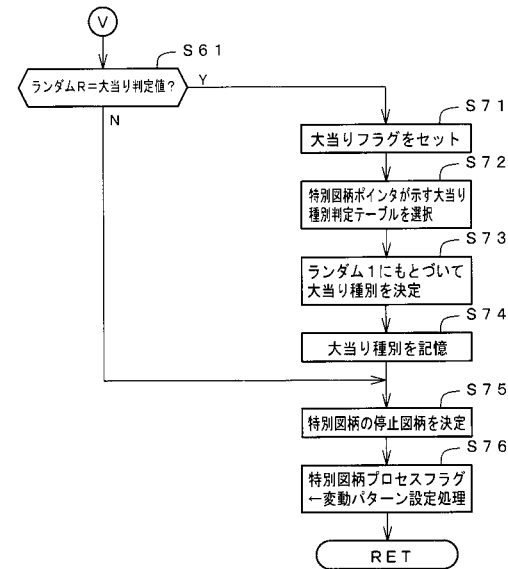 V
S61
ランダムR=大当り判定値?
Y
N
S71
大当りフラグをセット
S72
特別図柄ポインタが示す大当り
種別判定テーブルを選択
S73
ランダム1にもとづいて
大当り種別を決定
S74
大当り種別を記憶
S75
特別図柄の停止図柄を決定
S76
特別図柄プロセスフラグ
←変動パターン設定処理
RET